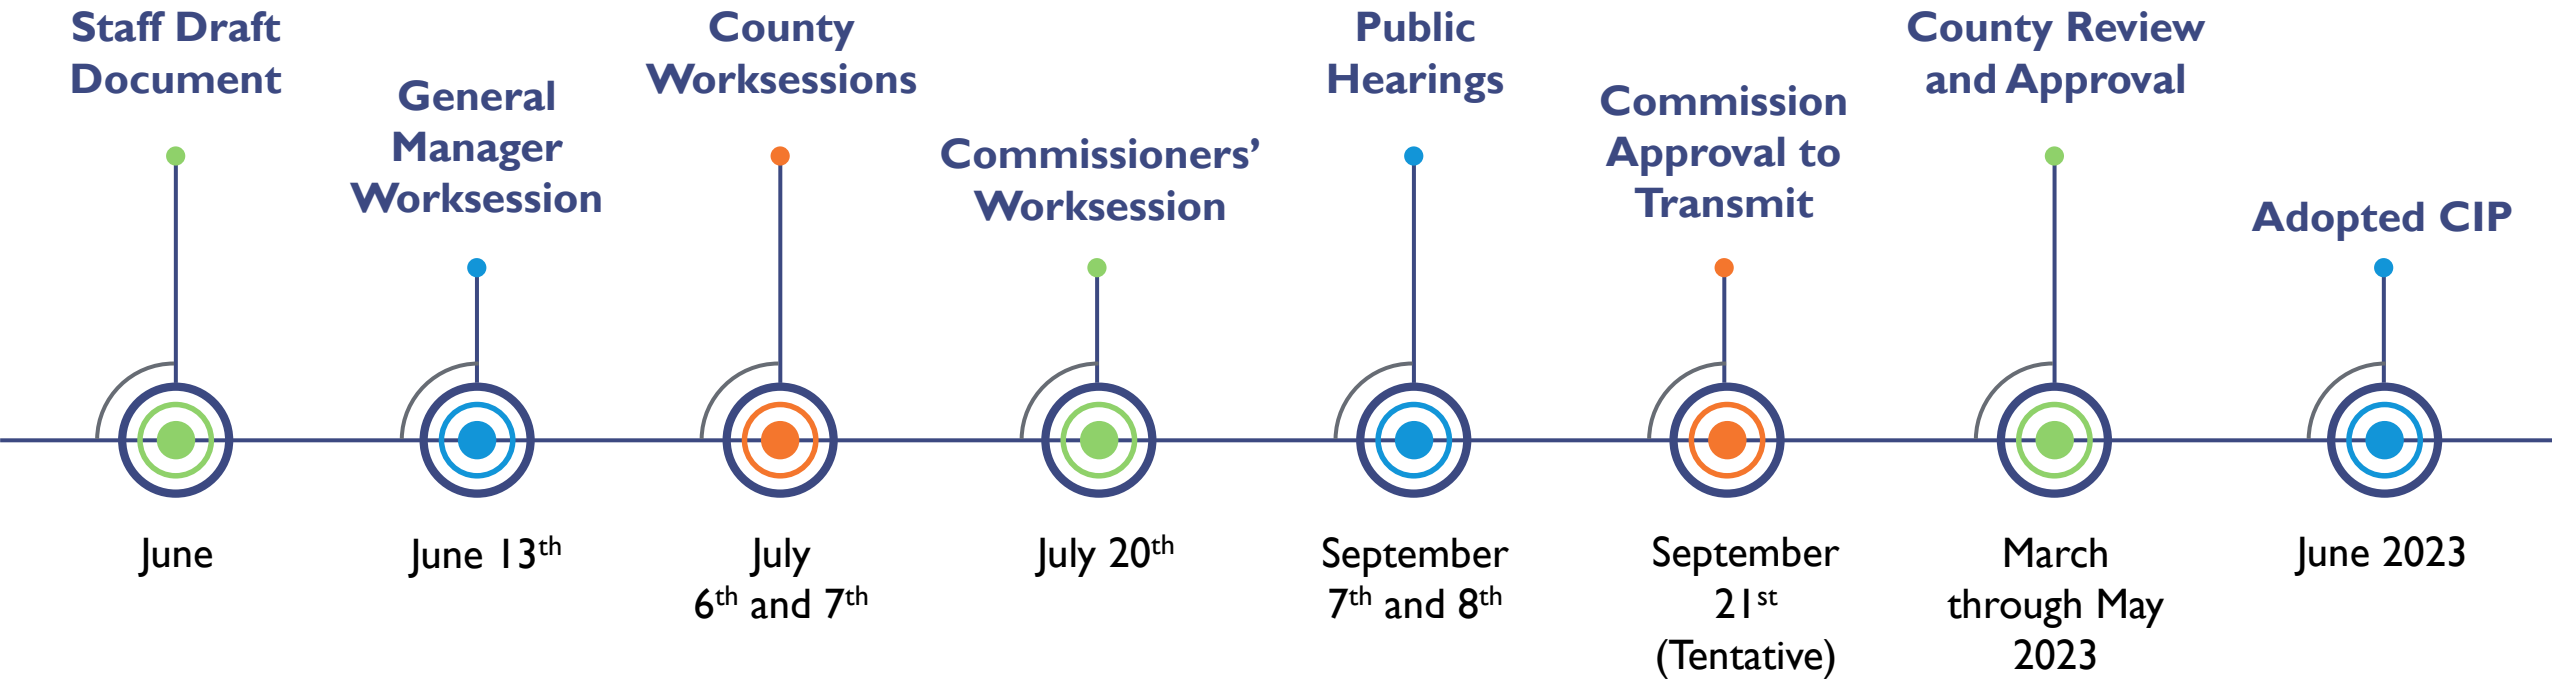 Staff Draft
Document
General
Manager
Worksession
County
Worksessions
Commissioners’
Worksession
Public
Hearings
Commission
Approval to
Transmit
County Review
and Approval
Adopted CIP
June
June 13th
July
6th and 7th
July 20th
September
7th and 8th
September
21st
(Tentative)
March
through May
2023
June 2023